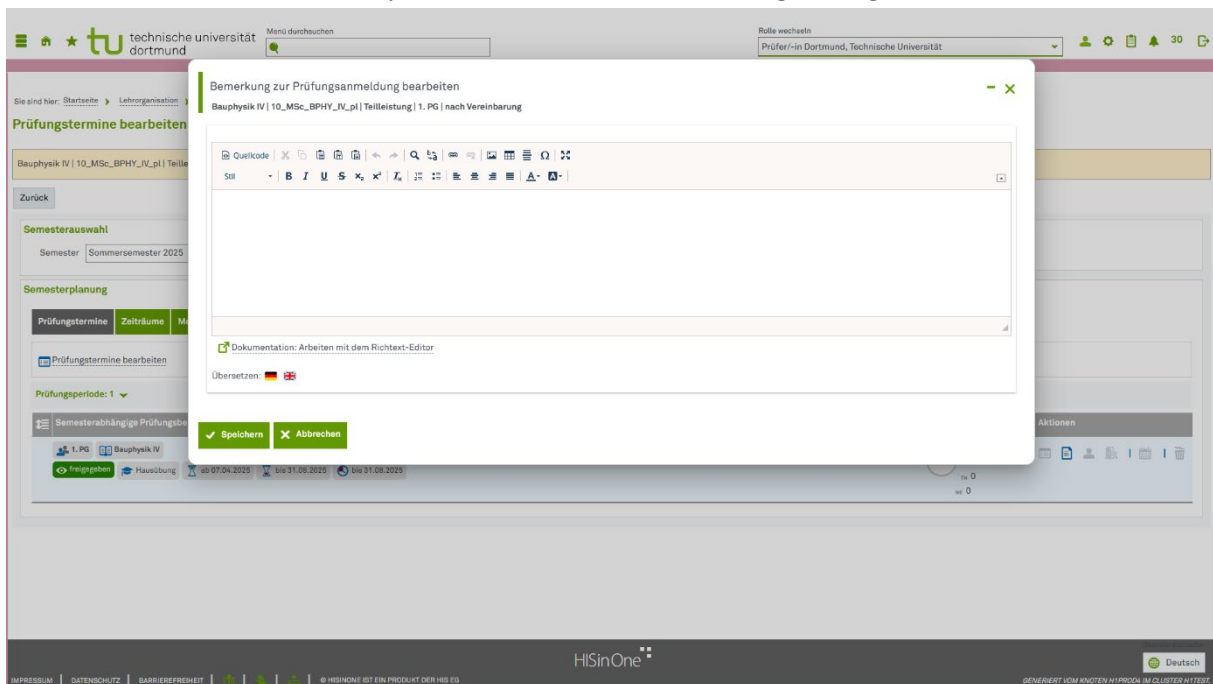 technische universität
dortmund
Menü durchsuchen
Rolle wechseln
Prüfer/-in Dortmund, Technische Universität
30
Bemerkung zur Prüfungsanmeldung bearbeiten
Bauphysik IV | 10_MSc_BPHY_IV_pl | Teilleistung | 1. PG | nach Vereinbarung
Sie sind hier: Startseite Lehrorganisation
Prüfungstermine bearbeiten
Bauphysik IV | 10_MSc_BPHY_IV_pl | Teille
Zurück
Quellcode
Stil
Semesterauswahl
Semester Sommersemester 2025
Semesterplanung
Prüfungstermine Zeiträume
Dokumentation: Arbeiten mit dem Richtext-Editor
Prüfungstermine bearbeiten
Übersetzen:
Prüfungsperiode: 1
Semesterabhängige Prüfungsbe
Speichern Abbrechen
Aktionen
1. PG Bauphysik IV
freigegeben Hausübung ab 07.04.2025 bis 31.08.2025 bis 31.08.2025
0
0
HISinOne
Deutsch
IMPRESSUM | DATENSCHUTZ | BARRIEREFREIHEIT | © HISINONE IST EIN PRODUKT DER HIS EG
GENERIERT VOM KNOTEN H1PROD4 IM CLUSTER H1TEST.